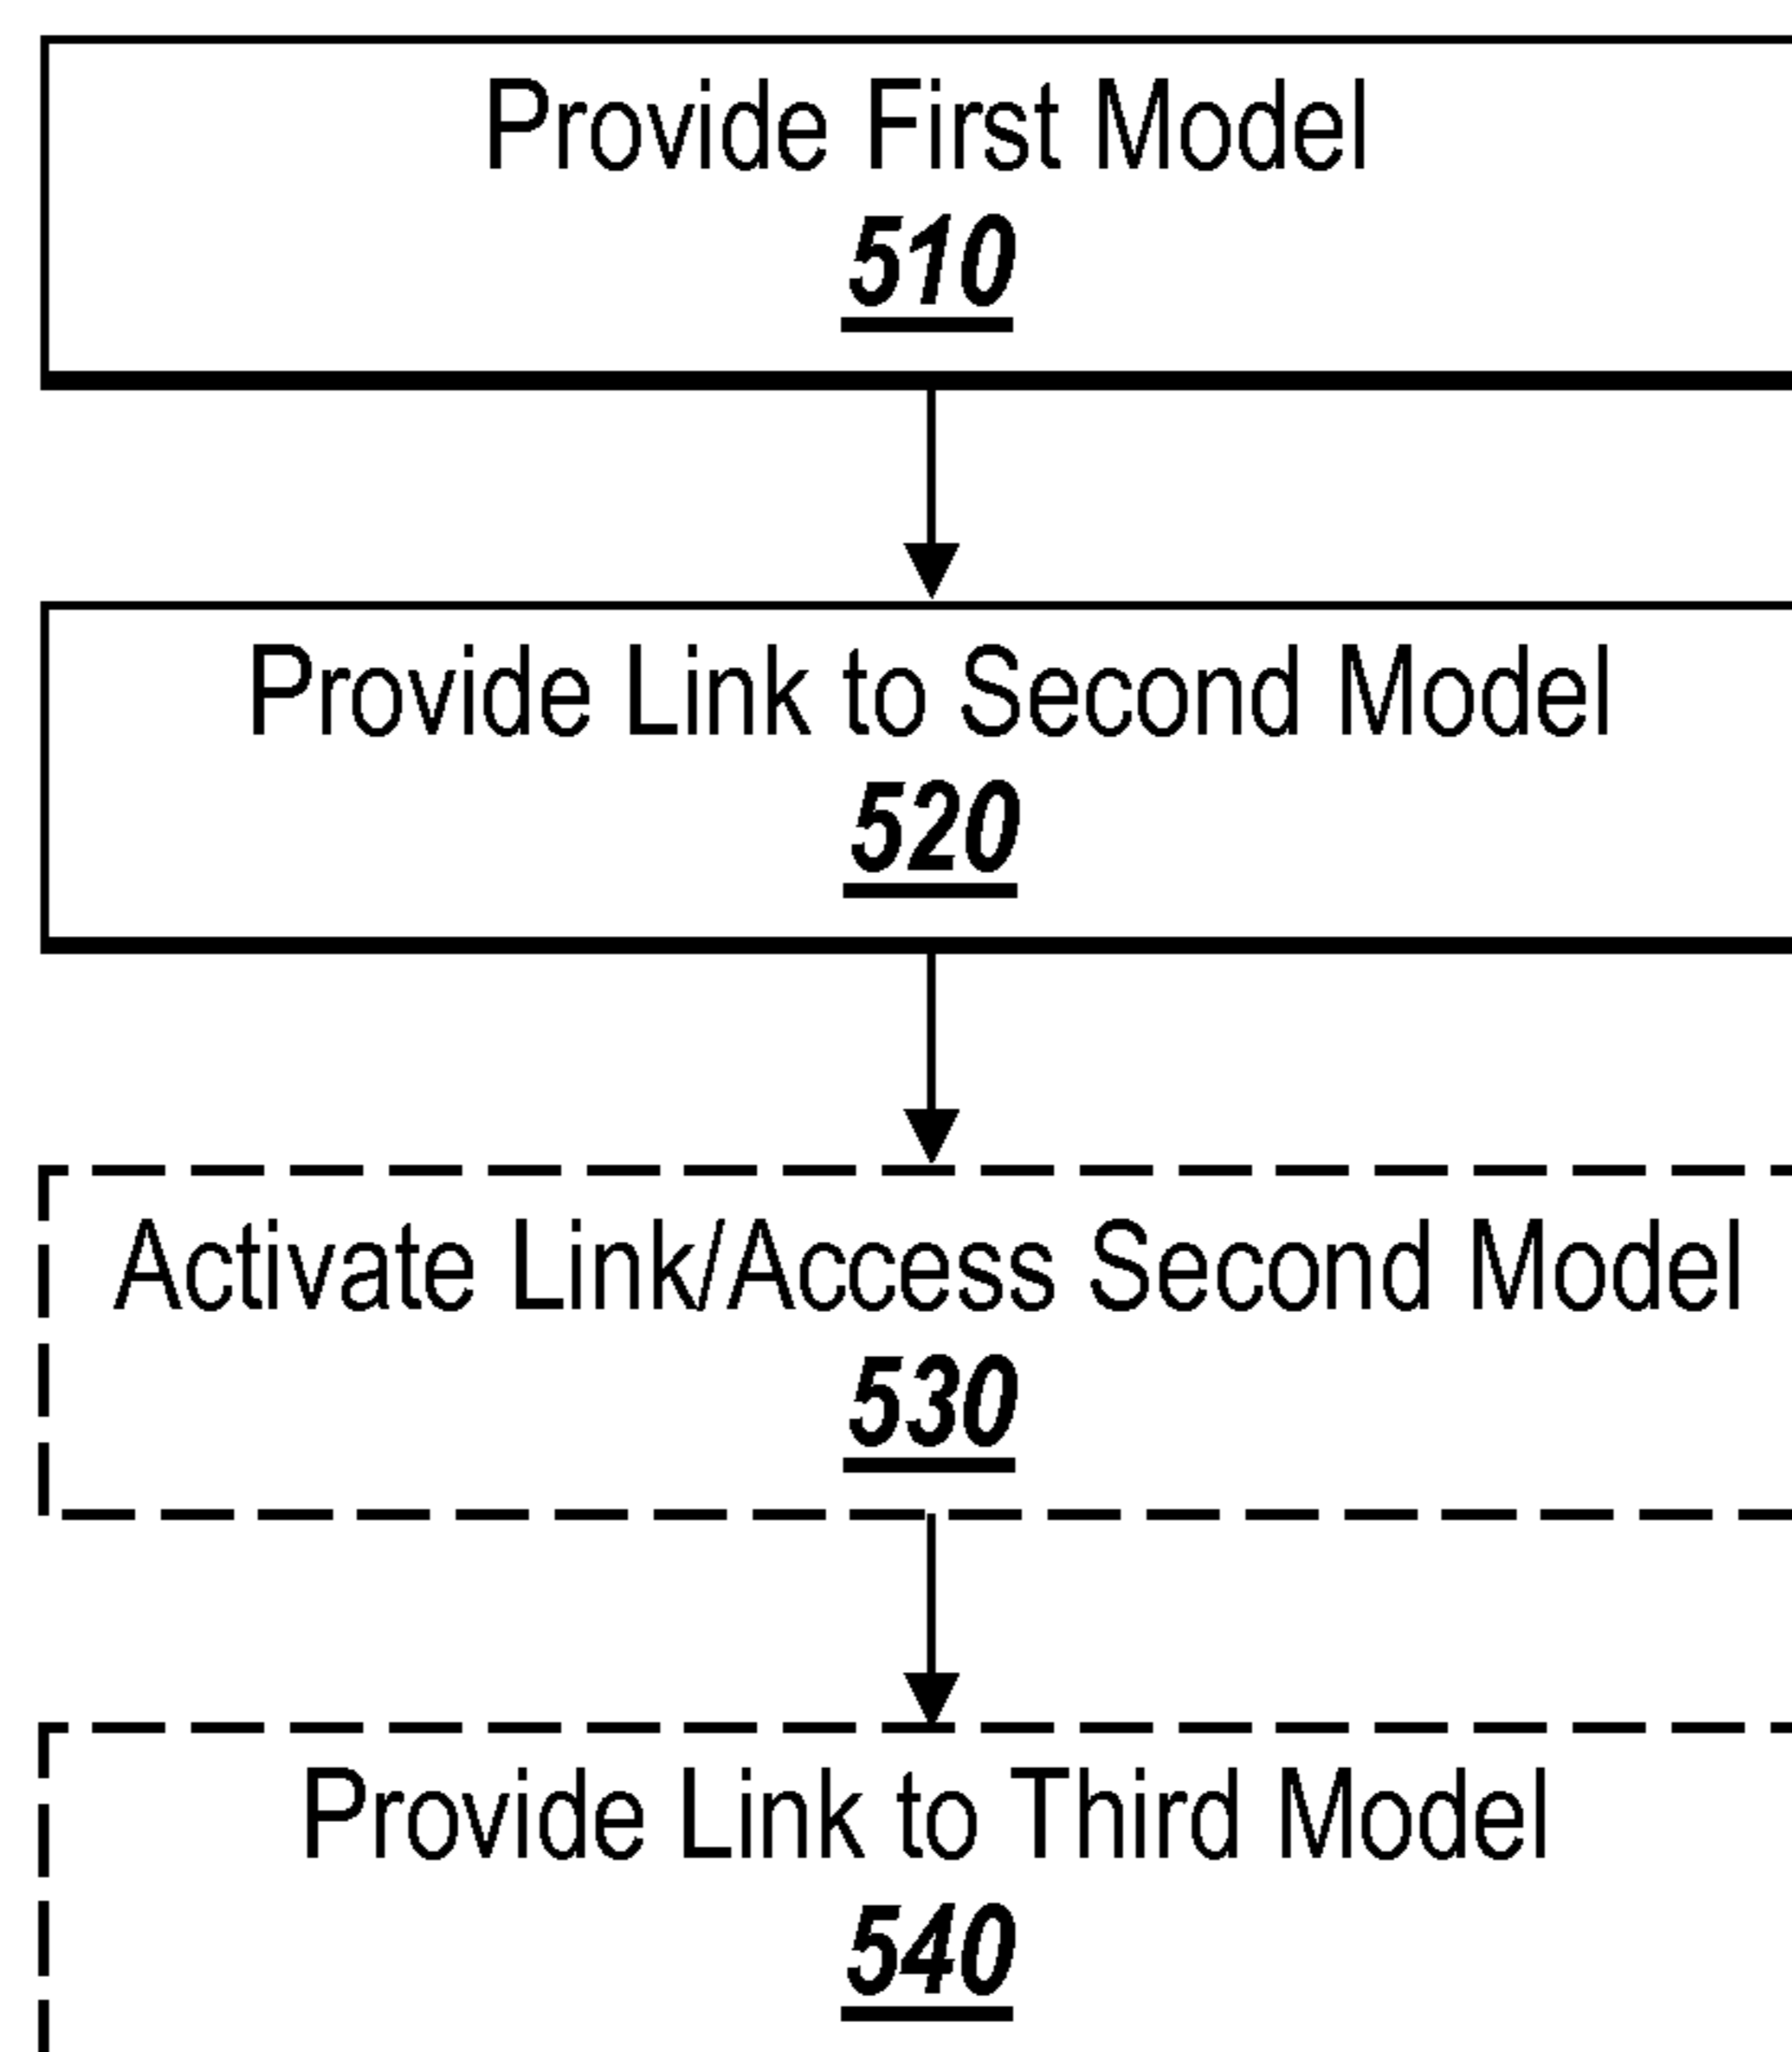 Provide First Model
510
Provide Link to Second Model
520
Activate Link/Access Second Model
530
Provide Link to Third Model
540